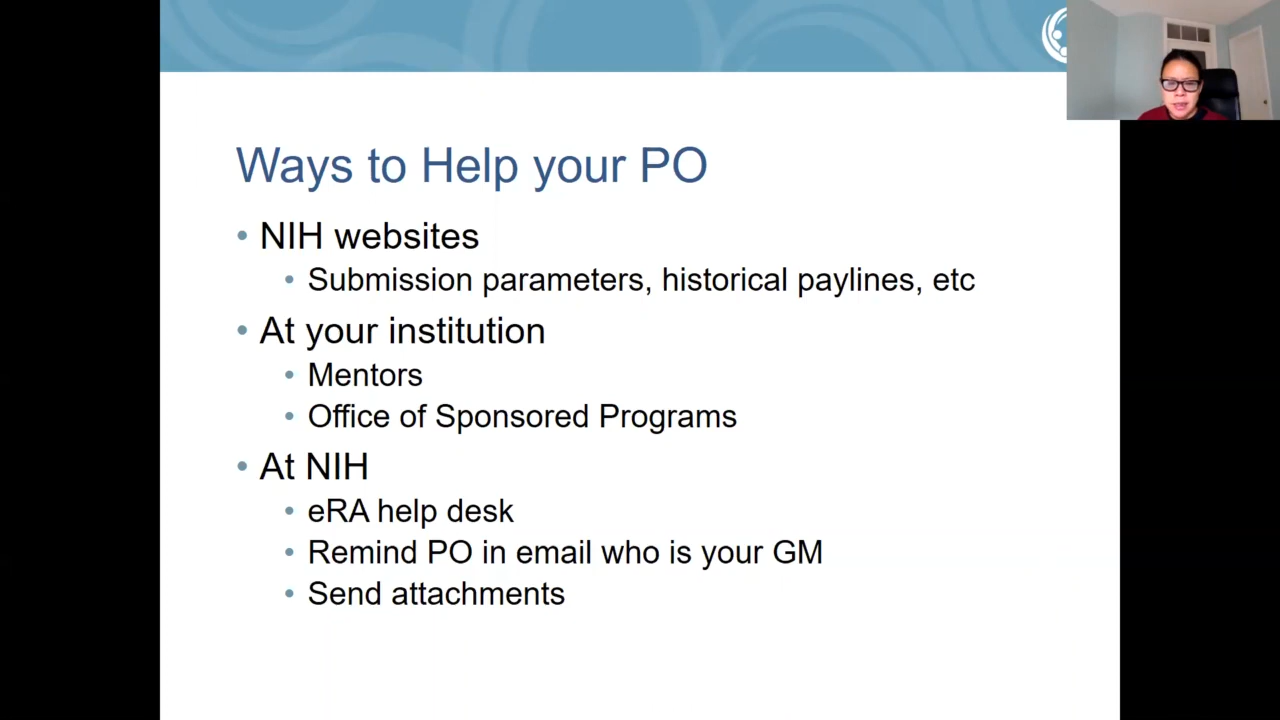 Ways to Help your PO
• NIH websites
• Submission parameters, historical paylines, etc
• At your institution
• Mentors
• Office of Sponsored Programs
• At NIH
• eRA help desk
• Remind PO in email who is your GM
• Send attachments